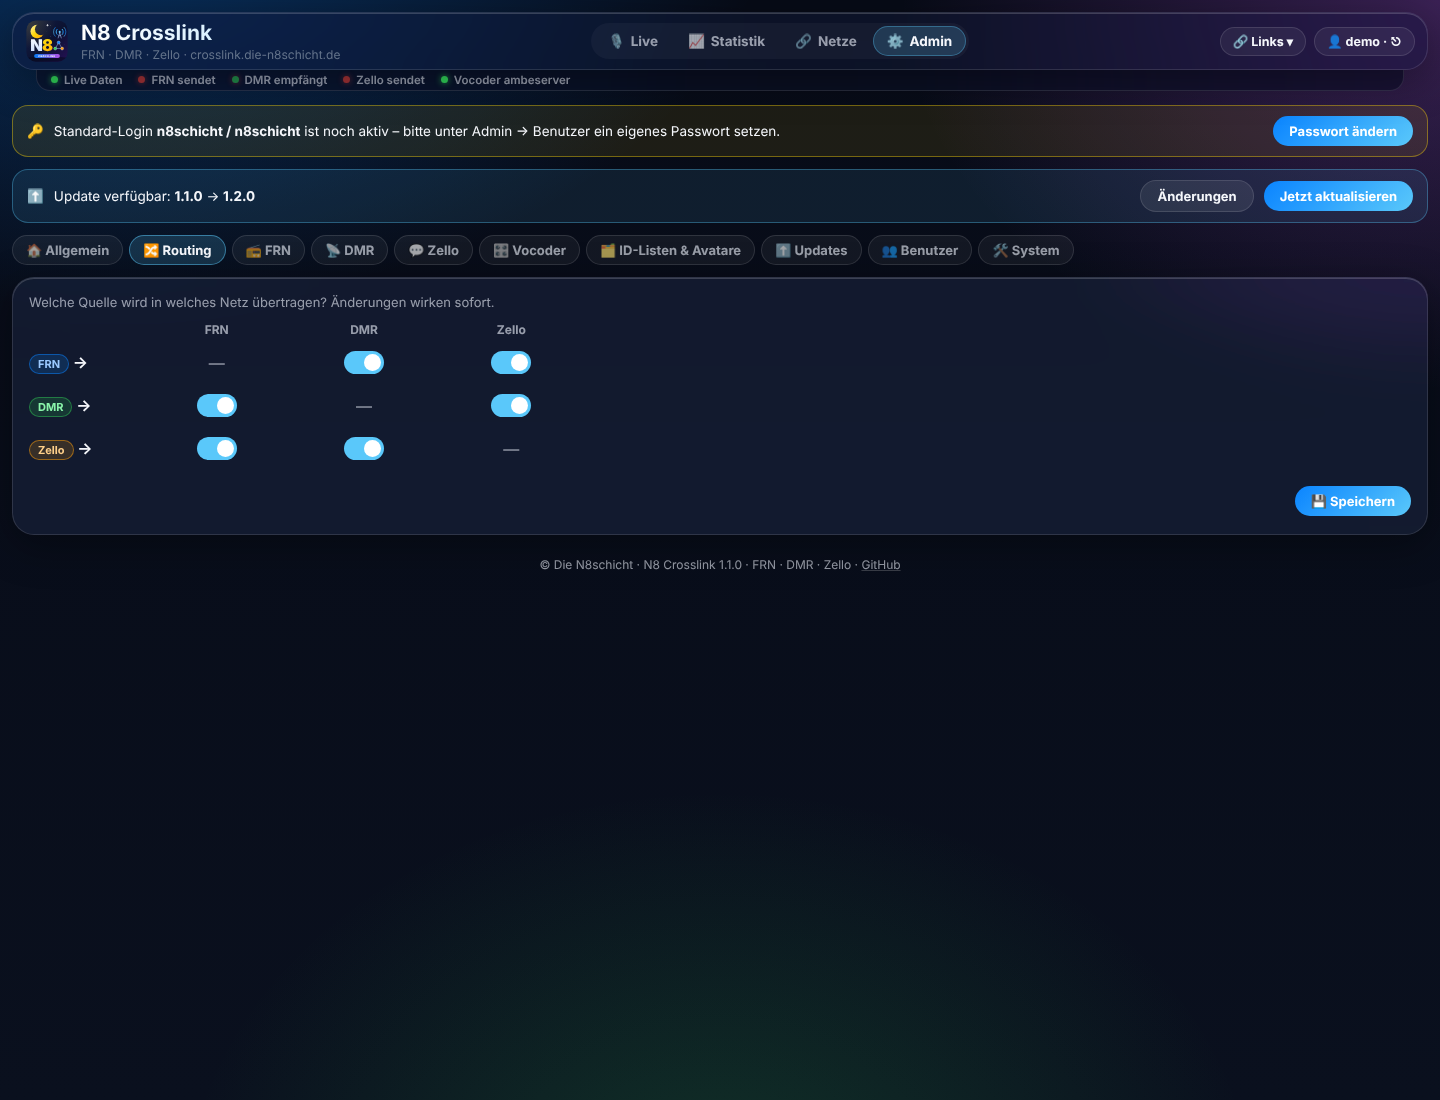 N8 Crosslink
FRN · DMR · Zello · crosslink.die-n8schicht.de
Live
Statistik
Netze
Admin
Links ▾
demo ·
Live Daten
FRN sendet
DMR empfängt
Zello sendet
Vocoder ambeserver
Standard-Login n8schicht / n8schicht ist noch aktiv – bitte unter Admin → Benutzer ein eigenes Passwort setzen.
Passwort ändern
Update verfügbar: 1.1.0 → 1.2.0
Änderungen
Jetzt aktualisieren
Allgemein
Routing
FRN
DMR
Zello
Vocoder
ID-Listen & Avatare
Updates
Benutzer
System
Welche Quelle wird in welches Netz übertragen? Änderungen wirken sofort.
FRN DMR Zello
FRN → —
DMR → —
Zello → —
Speichern
© Die N8schicht · N8 Crosslink 1.1.0 · FRN · DMR · Zello · GitHub